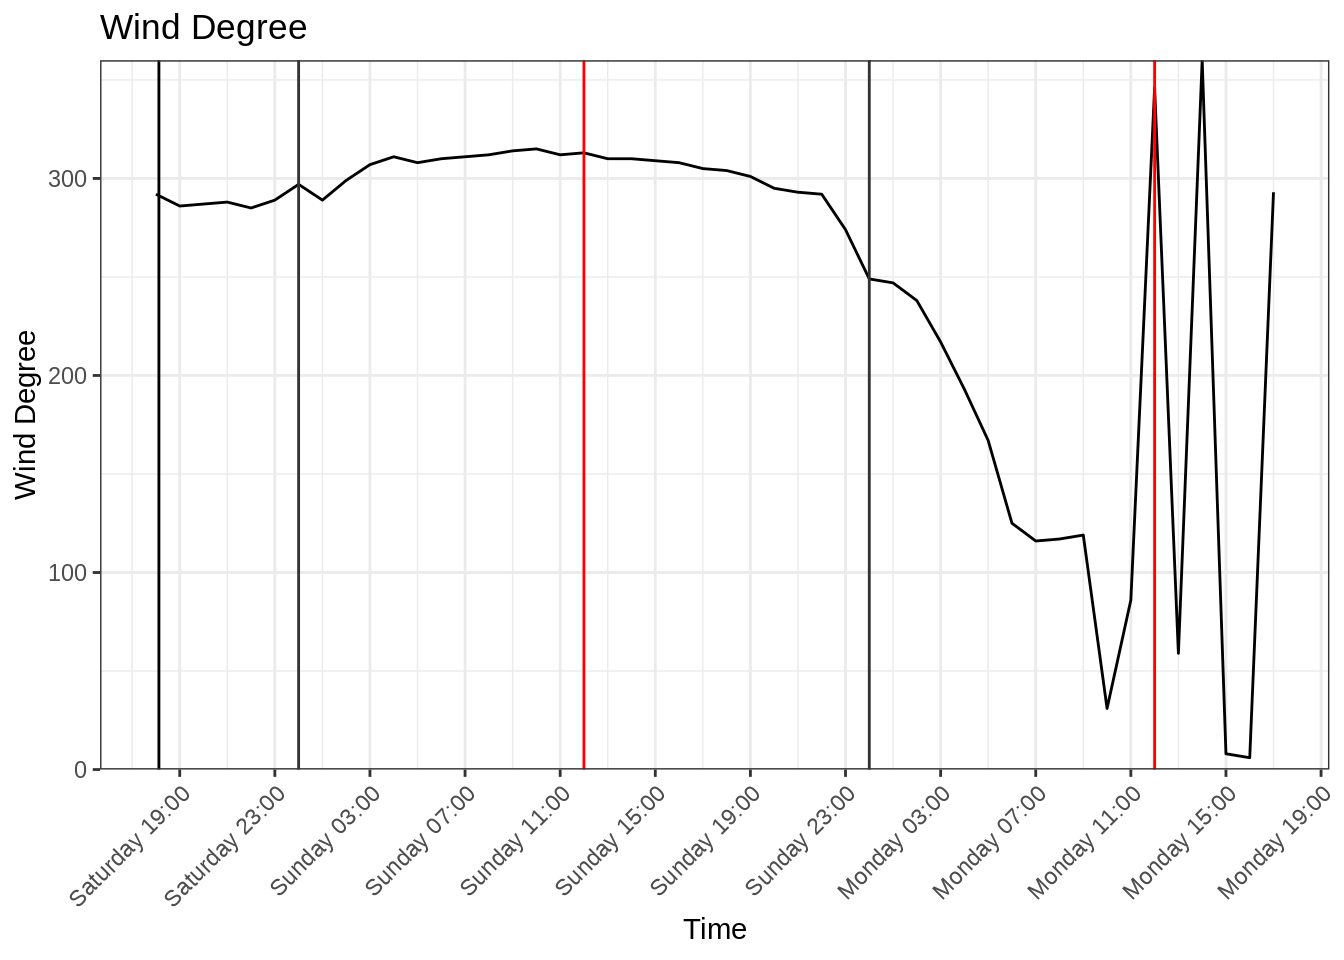 Wind Degree
Wind Degree
300
200
100
0
Saturday 19:00
Saturday 23:00
Sunday 03:00
Sunday 07:00
Sunday 11:00
Sunday 15:00
Sunday 19:00
Sunday 23:00
Monday 03:00
Monday 07:00
Monday 11:00
Monday 15:00
Monday 19:00
Time